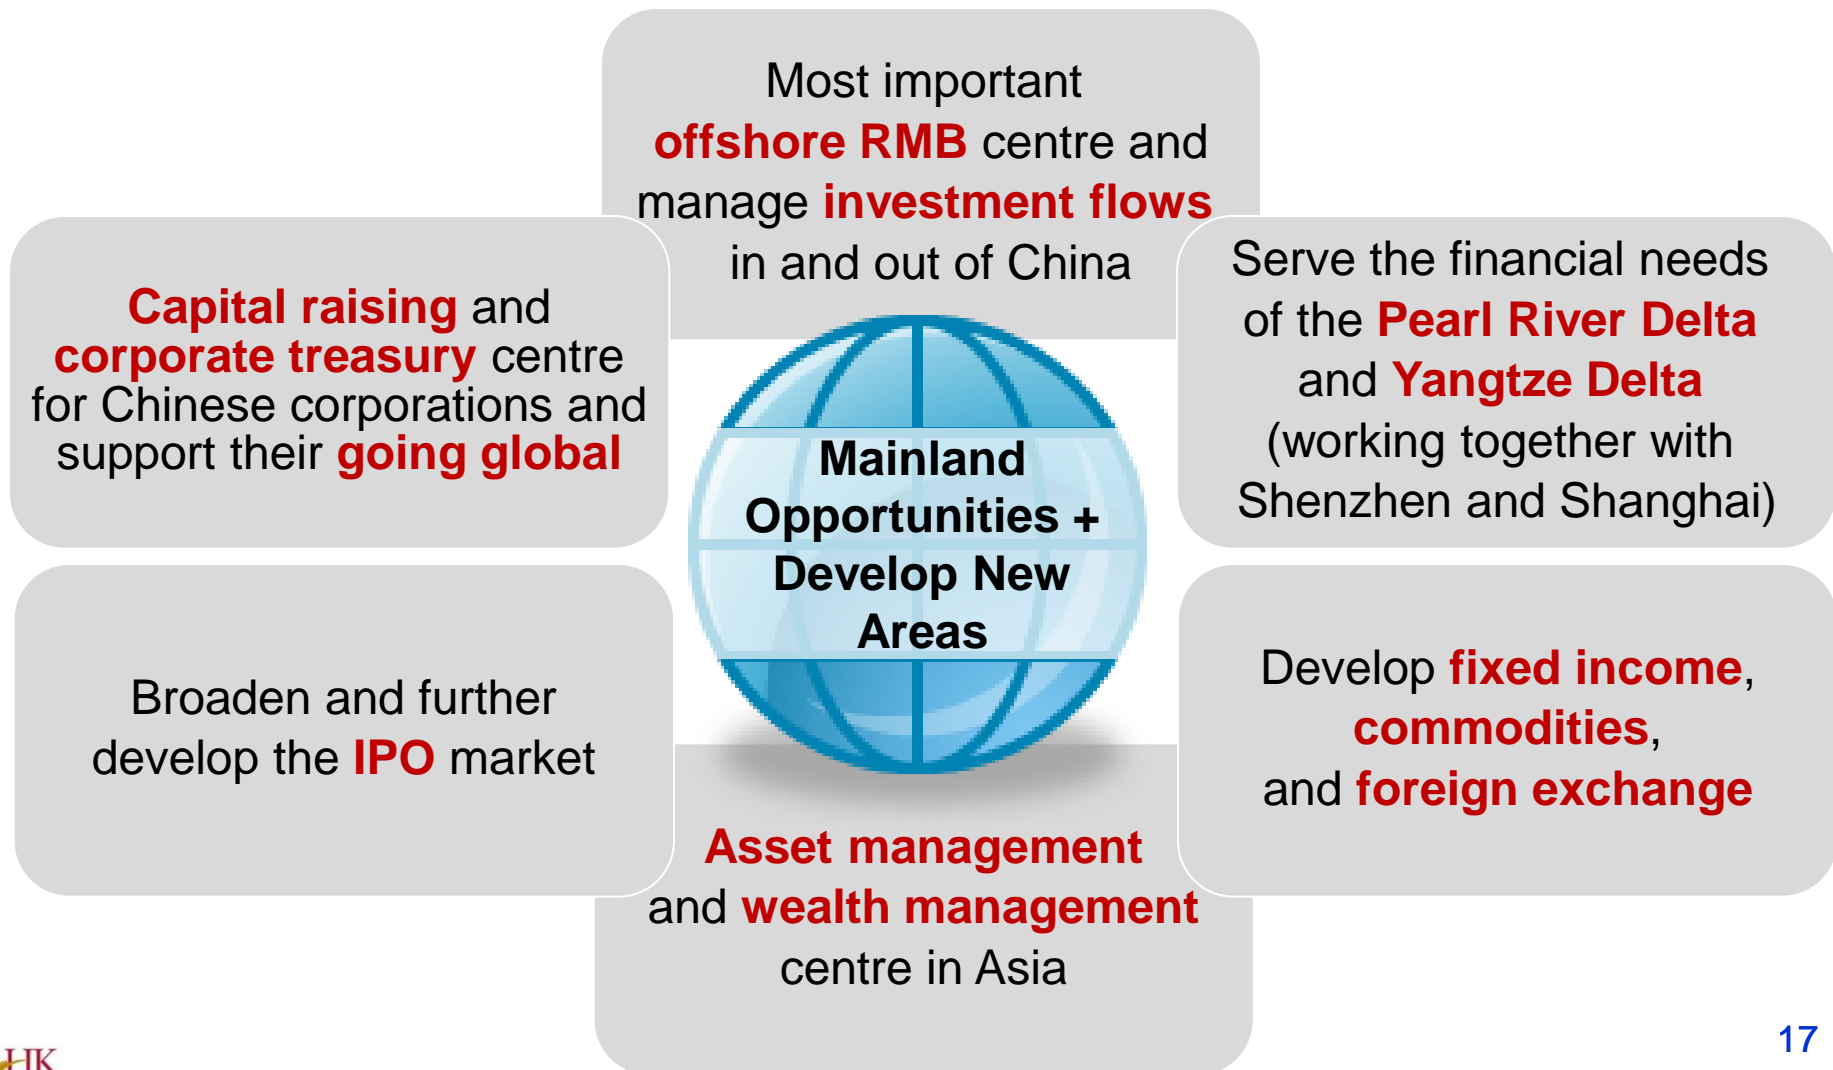 Most important
offshore RMB centre and
manage investment flows
in and out of China
Capital raising and
corporate treasury centre
for Chinese corporations and
support their going global
Serve the financial needs
of the Pearl River Delta
and Yangtze Delta
(working together with
Shenzhen and Shanghai)
Mainland
Opportunities +
Develop New
Areas
Broaden and further
develop the IPO market
Develop fixed income,
commodities,
and foreign exchange
Asset management
and wealth management
centre in Asia
HK
17